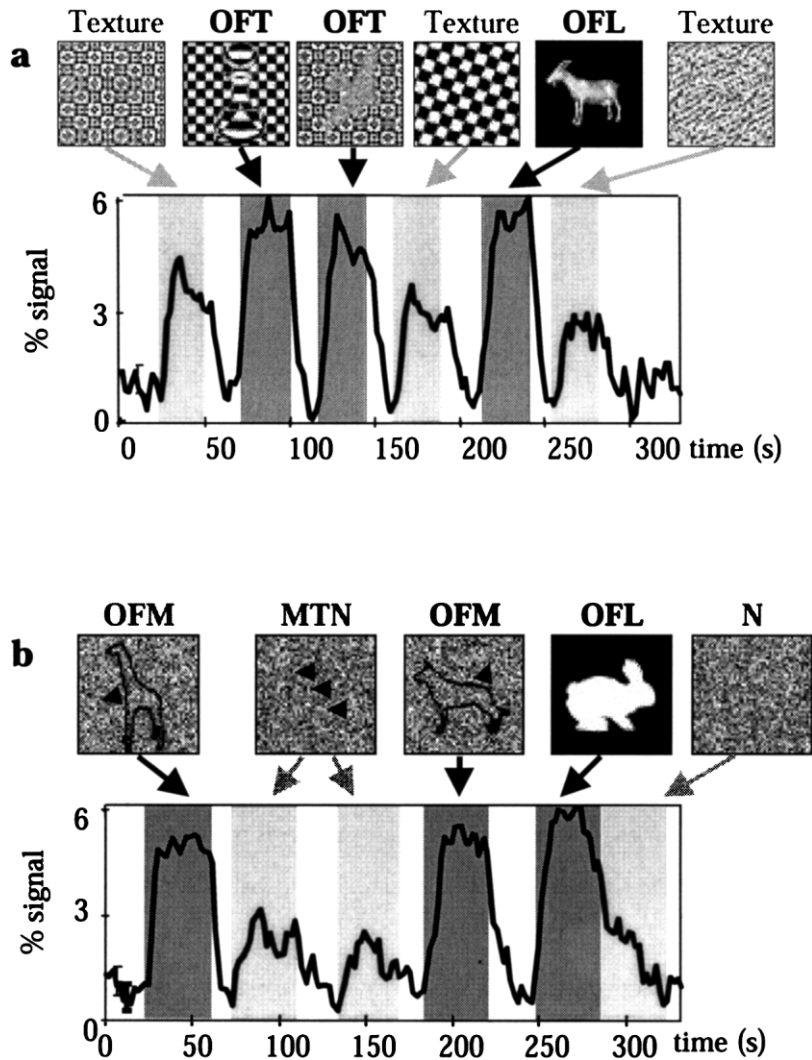 Texture OFT OFT Texture OFL Texture
a
6
3
0
% signal
0 50 100 150 200 250 300 time (s)
OFM MTN OFM OFL N
b
6
3
0
% signal
0 50 100 150 200 250 300 time (s)